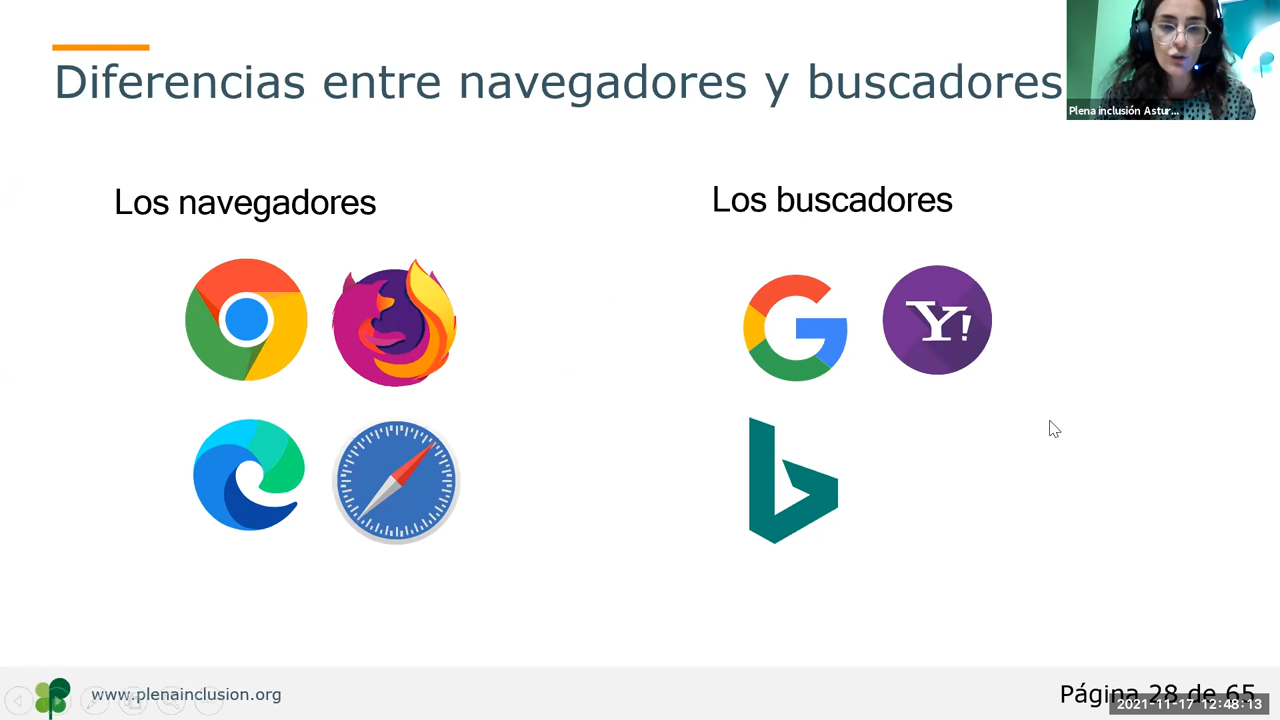 Diferencias entre navegadores y buscadores
Plena inclusión Astur...
Los navegadores
Los buscadores
Y!
www.plenainclusion.org
Página 28 de 65
2021-11-17 12:48:13